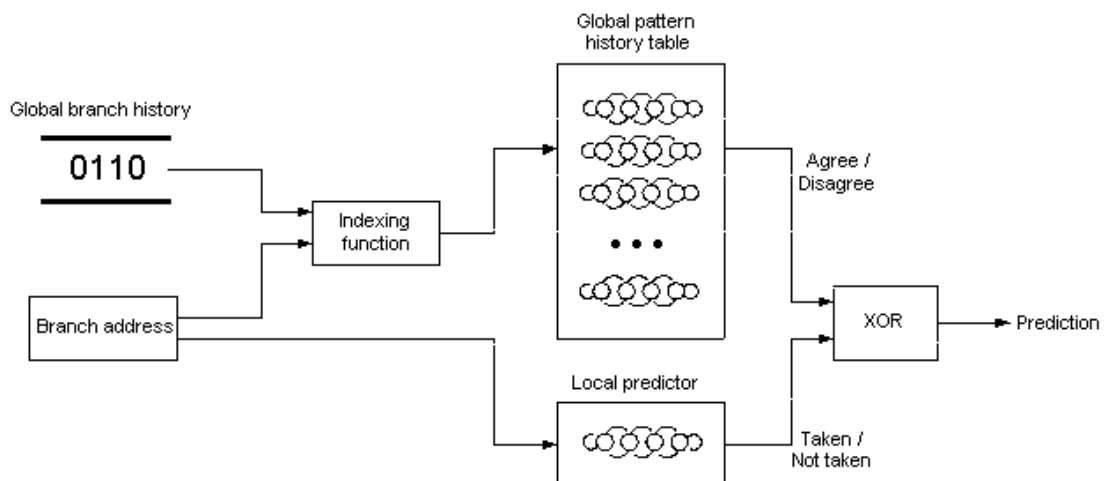 Global pattern
history table
Global branch history
0110
Agree /
Disagree
Indexing
function
Branch address
XOR
Prediction
Local predictor
Taken /
Not taken